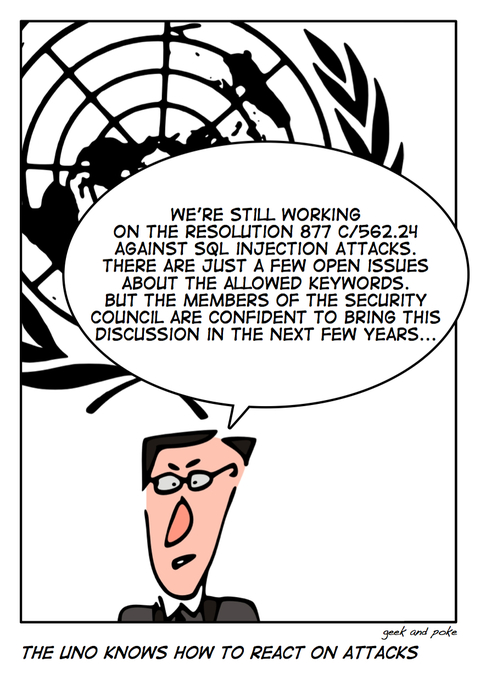 WE'RE STILL WORKING
ON THE RESOLUTION 877 C/562.24
AGAINST SQL INJECTION ATTACKS.
THERE ARE JUST A FEW OPEN ISSUES
ABOUT THE ALLOWED KEYWORDS.
BUT THE MEMBERS OF THE SECURITY
COUNCIL ARE CONFIDENT TO BRING THIS
DISCUSSION IN THE NEXT FEW YEARS...
geek and poke
THE UNO KNOWS HOW TO REACT ON ATTACKS